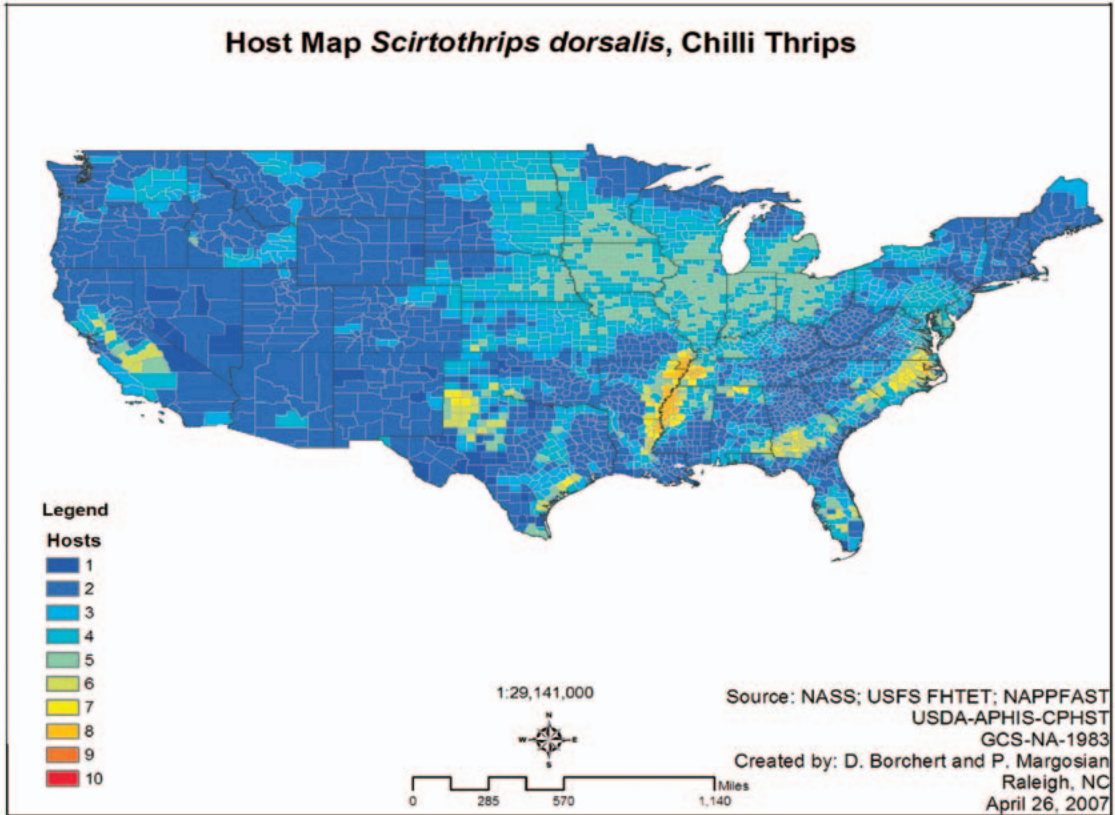 Host Map Scirtothrips dorsalis, Chilli Thrips
Legend
Hosts
1
2
3
4
5
6
7
8
9
10
1:29,141,000
N
W E
S
0 285 570 1,140
Miles
Source: NASS; USFS FHTET; NAPPFAST
USDA-APHIS-CPHST
GCS-NA-1983
Created by: D. Borchert and P. Margosian
Raleigh, NC
April 26, 2007